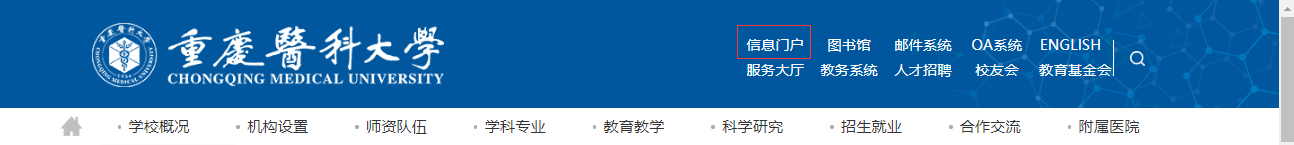 重慶醫科大學
CHONGQING MEDICAL UNIVERSITY
信息门户 图书馆 邮件系统 OA系统 ENGLISH
服务大厅 教务系统 人才招聘 校友会 教育基金会
学校概况 机构设置 师资队伍 学科专业 教育教学 科学研究 招生就业 合作交流 附属医院